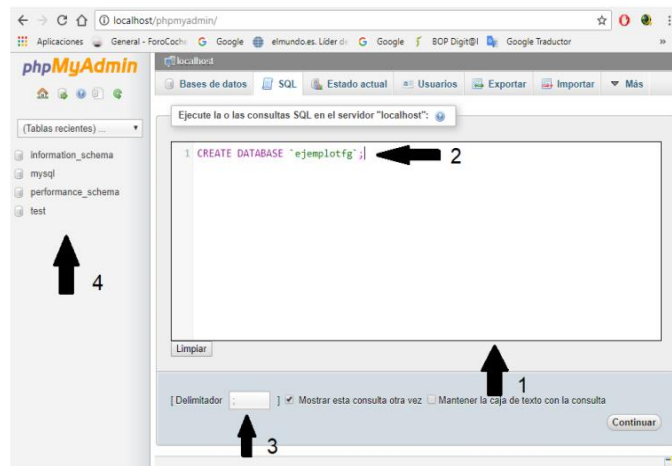 localhost/phpmyadmin/
Aplicaciones General - ForoCoch Google elmundo.es. Líder d Google BOP Digit@l Google Traductor »
phpMyAdmin
localhost
Bases de datos SQL Estado actual Usuarios Exportar Importar Más
(Tablas recientes) ...
Ejecute la o las consultas SQL en el servidor "localhost":
information_schema
mysql
performance_schema
test
1 CREATE DATABASE `ejemplotfg`;
2
4
Limpiar
1
[ Delimitador ; ] Mostrar esta consulta otra vez Mantener la caja de texto con la consulta
Continuar
3